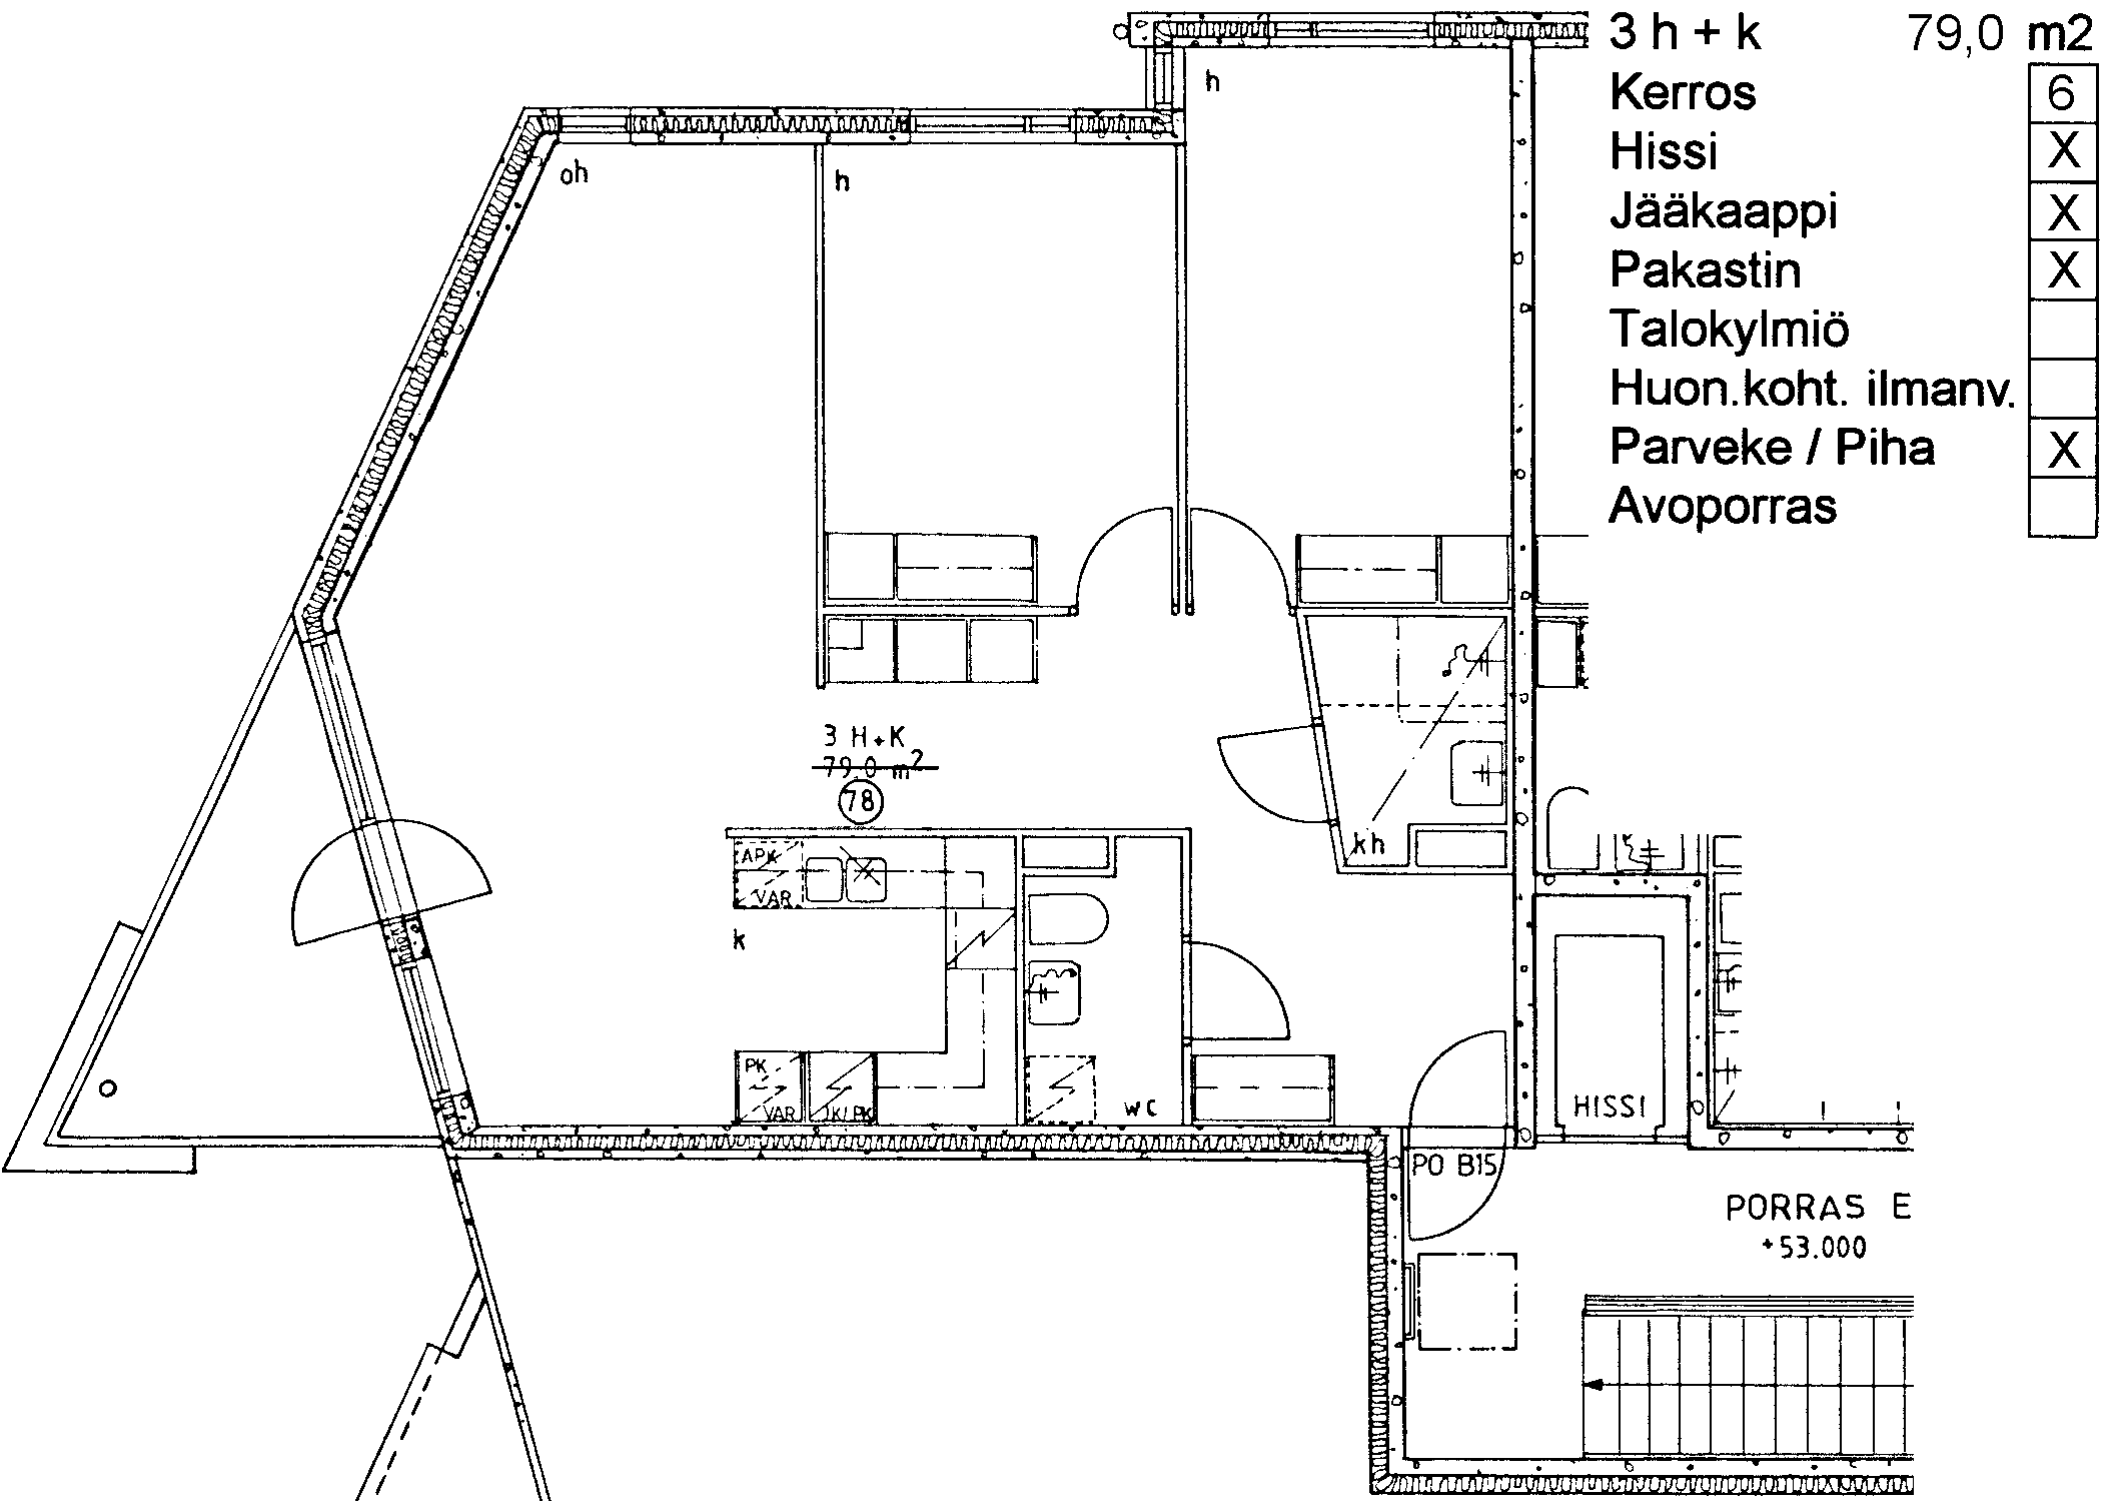 3 h + k 79,0 m2
Kerros 6
Hissi X
Jääkaappi X
Pakastin X
Talokylmiö
Huon.koht. ilmanv.
Parveke / Piha X
Avoporras
h
oh
h
3 H+K
79.0 m²
78
kh
APK
VAR
k
PK
VAR
JK/PK
WC
HISSI
PO B15
PORRAS E
+53.000